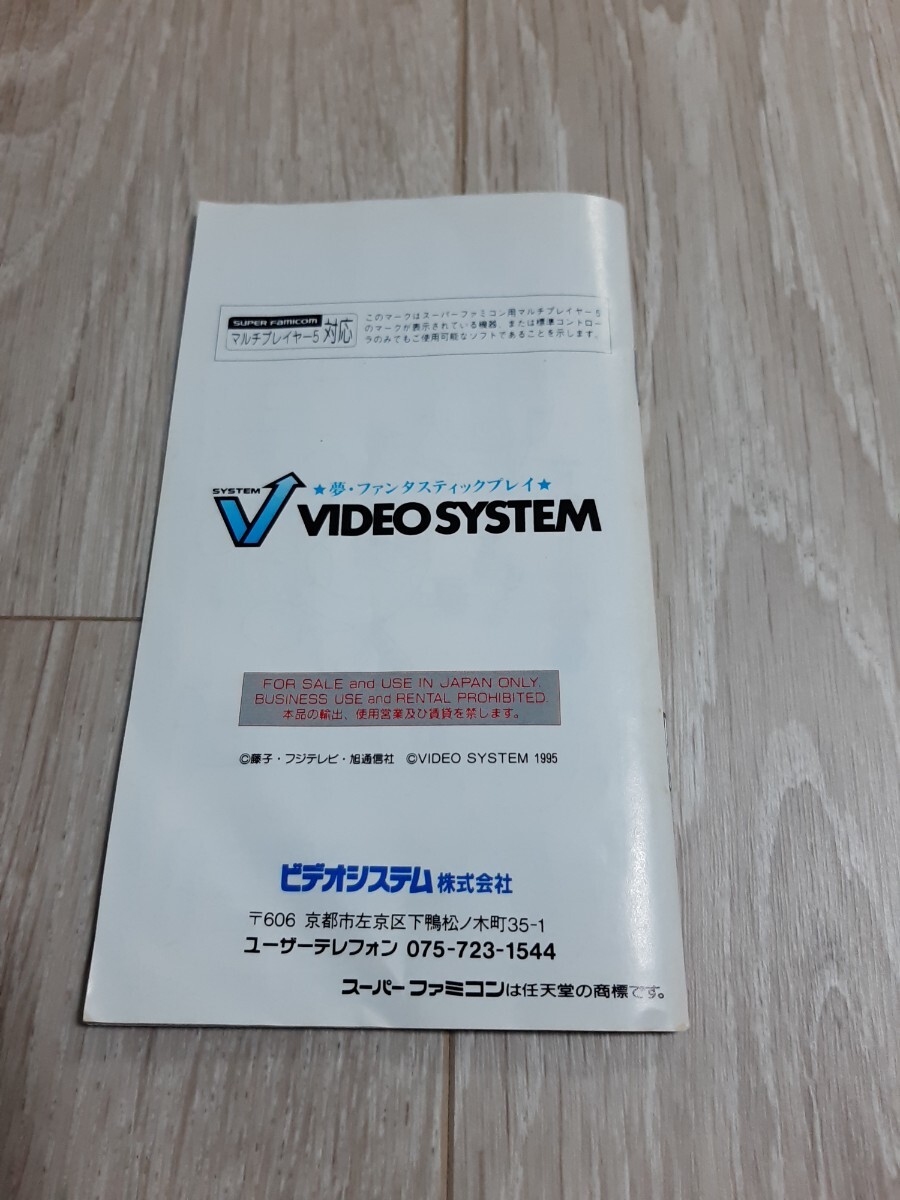 SUPER Famicom
マルチプレイヤー5 対応
このマークはスーパーファミコン用マルチプレイヤー5
のマークが表示されている機器、または標準コントロー
ラのみでもご使用可能なソフトであることを示します。
SYSTEM
★夢・ファンタスティックプレイ★
VIDEO SYSTEM
FOR SALE and USE IN JAPAN ONLY.
BUSINESS USE and RENTAL PROHIBITED.
本品の輸出、使用営業及び賃貸を禁じます。
©藤子・フジテレビ・旭通信社 ©VIDEO SYSTEM 1995
ビデオシステム株式会社
〒606 京都市左京区下鴨松ノ木町35-1
ユーザーテレフォン 075-723-1544
スーパーファミコンは任天堂の商標です。